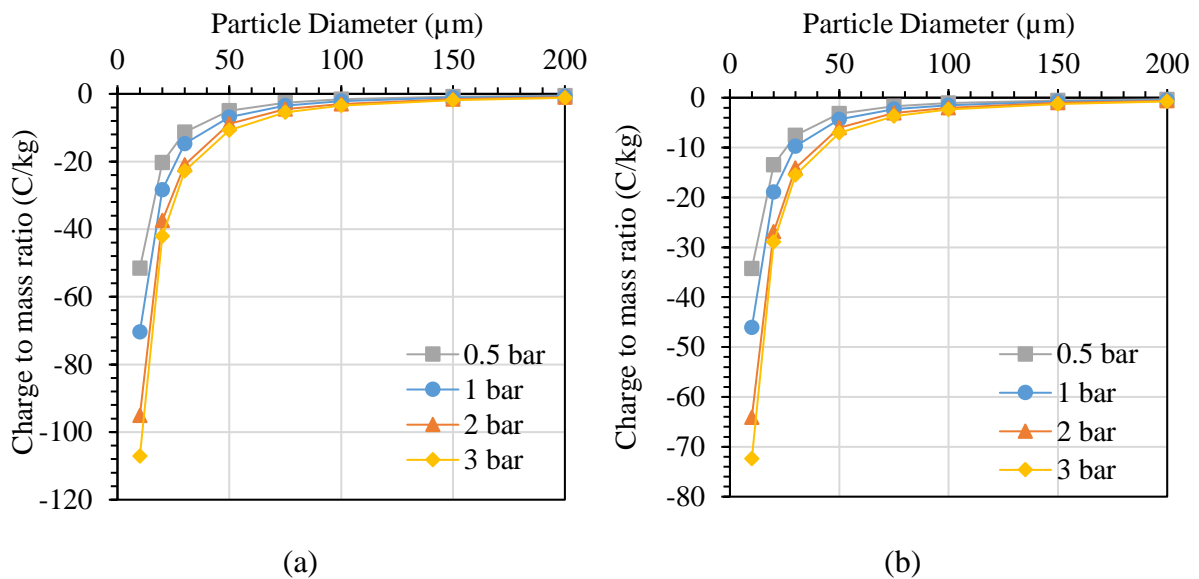 Particle Diameter (µm)
0 50 100 150 200
0
-20
-40
-60
-80
-100
-120
Charge to mass ratio (C/kg)
0.5 bar
1 bar
2 bar
3 bar
(a)
Particle Diameter (µm)
0 50 100 150 200
0
-10
-20
-30
-40
-50
-60
-70
-80
Charge to mass ratio (C/kg)
0.5 bar
1 bar
2 bar
3 bar
(b)